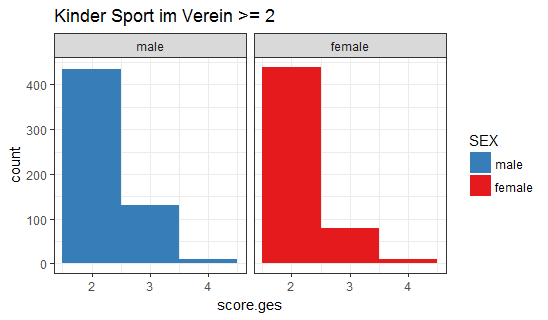 Kinder Sport im Verein >= 2
male
female
count
400
300
200
100
0
2
3
4
2
3
4
score.ges
SEX
male
female